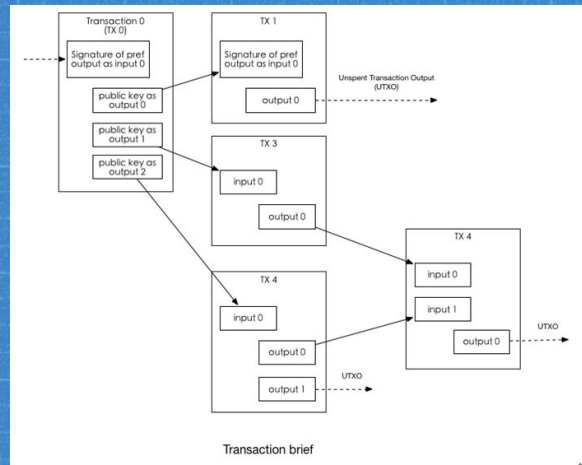 Transaction 0
(TX 0)
Signature of pref
output as input 0
public key as
output 0
public key as
output 1
public key as
output 2
TX 1
Signature of pref
output as input 0
output 0
Unspent Transaction Output
(UTXO)
TX 3
input 0
output 0
TX 4
input 0
output 0
output 1
UTXO
TX 4
input 0
input 1
output 0
UTXO
Transaction brief